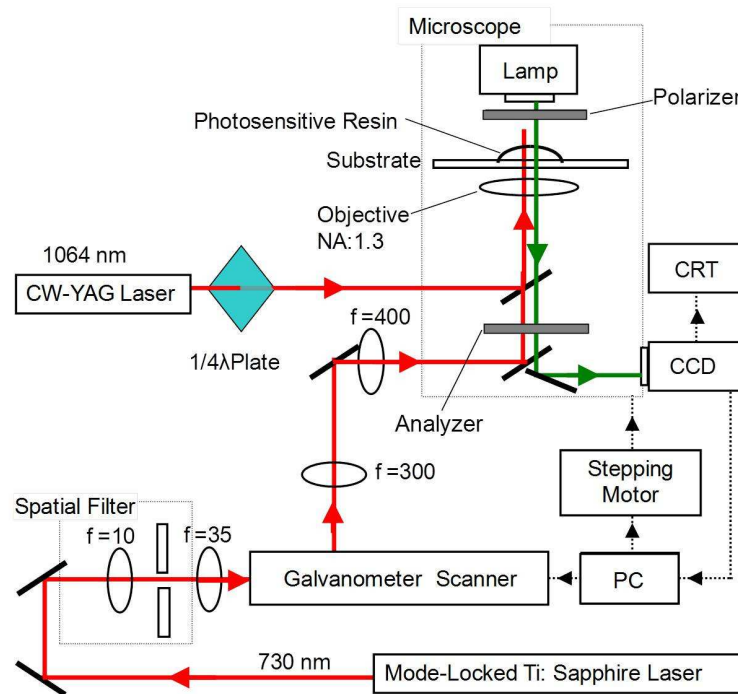 Microscope
Lamp
Polarizer
Photosensitive Resin
Substrate
Objective
NA:1.3
1064 nm
CW-YAG Laser
1/4λPlate
f=400
CRT
CCD
Analyzer
f=300
Stepping
Motor
Spatial Filter
f=10
f=35
Galvanometer Scanner
PC
730 nm
Mode-Locked Ti: Sapphire Laser